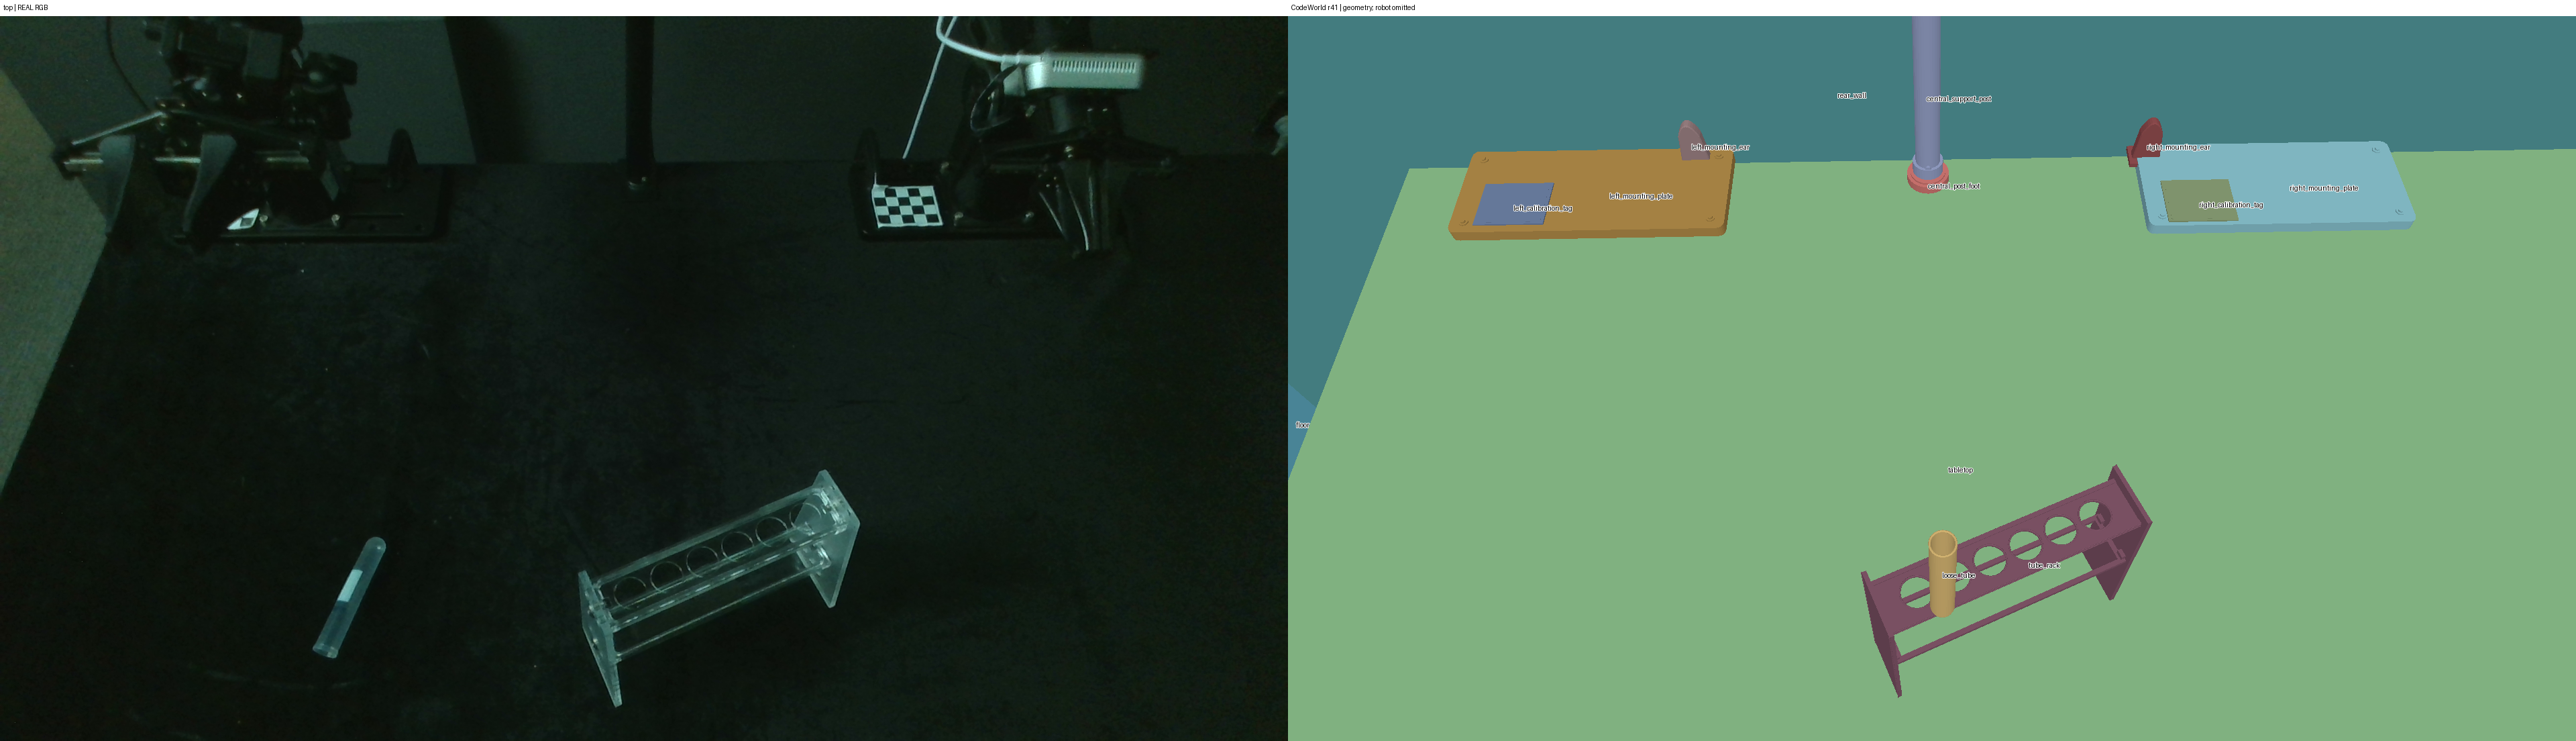 top | REAL RGB
CodeWorld r41 | geometry; robot omitted
rear_wall
central_support_post
left_mounting_ear
right_mounting_ear
central_post_foot
left_mounting_plate
right_mounting_plate
left_calibration_tag
right_calibration_tag
floor
tabletop
tube_rack
loose_tube